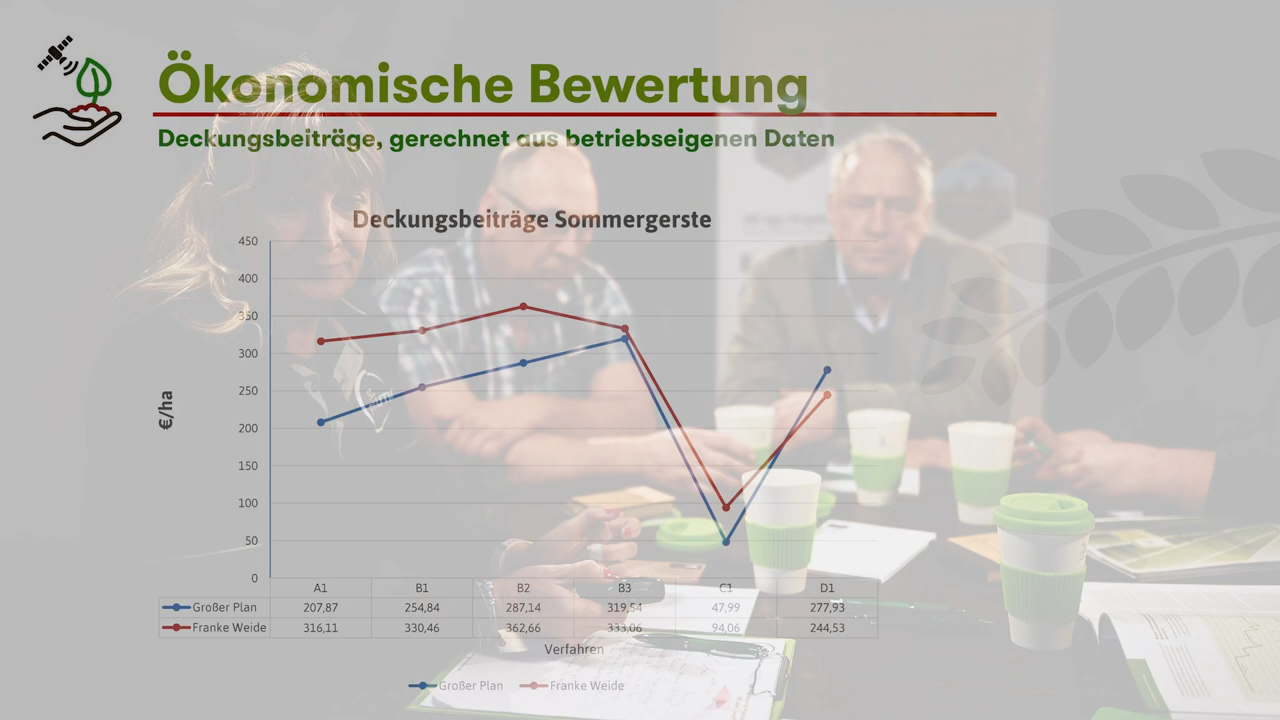 Ökonomische Bewertung
Deckungsbeiträge, gerechnet aus betriebseigenen Daten
Deckungsbeiträge Sommergerste
€/ha
450
400
350
300
250
200
150
100
50
0
A1 B1 B2 B3 C1 D1
Großer Plan 207,87 254,84 287,14 319,54 47,99 277,93
Franke Weide 316,11 330,46 362,66 333,06 94,06 244,53
Verfahren
Großer Plan Franke Weide